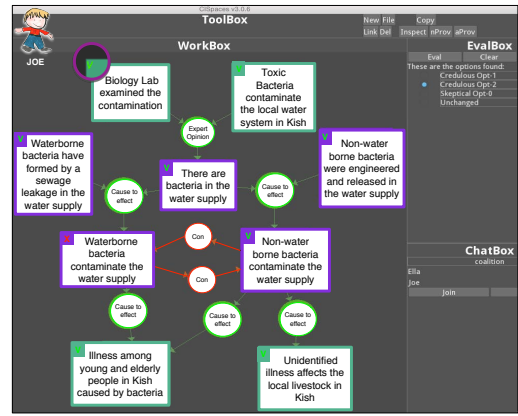 CISpaces v3.0.6
ToolBox
New File
Copy
Link Del
Inspect nProv aProv
JOE
WorkBox
EvalBox
Eval
Clear
These are the options found:
Credulous Opt-1
Credulous Opt-2
Skeptical Opt-0
Unchanged
V
Biology Lab
examined the
contamination
Toxic
Bacteria
contaminate
the local water
system in Kish
Expert
Opinion
V
Waterborne
bacteria have
formed by a
sewage
leakage in the
water supply
V
There are
bacteria in the
water supply
V
Non-water
borne bacteria
were engineered
and released in
the water supply
Cause to
effect
Cause to
effect
Waterborne
bacteria
contaminate the
water supply
Con
Con
V
Non-water
borne bacteria
contaminate the
water supply
Cause to
effect
Cause to
effect
Cause to
effect
Illness among
young and elderly
people in Kish
caused by bacteria
Unidentified
illness affects the
local livestock in
Kish
ChatBox
coalition
Ella
Joe
Join